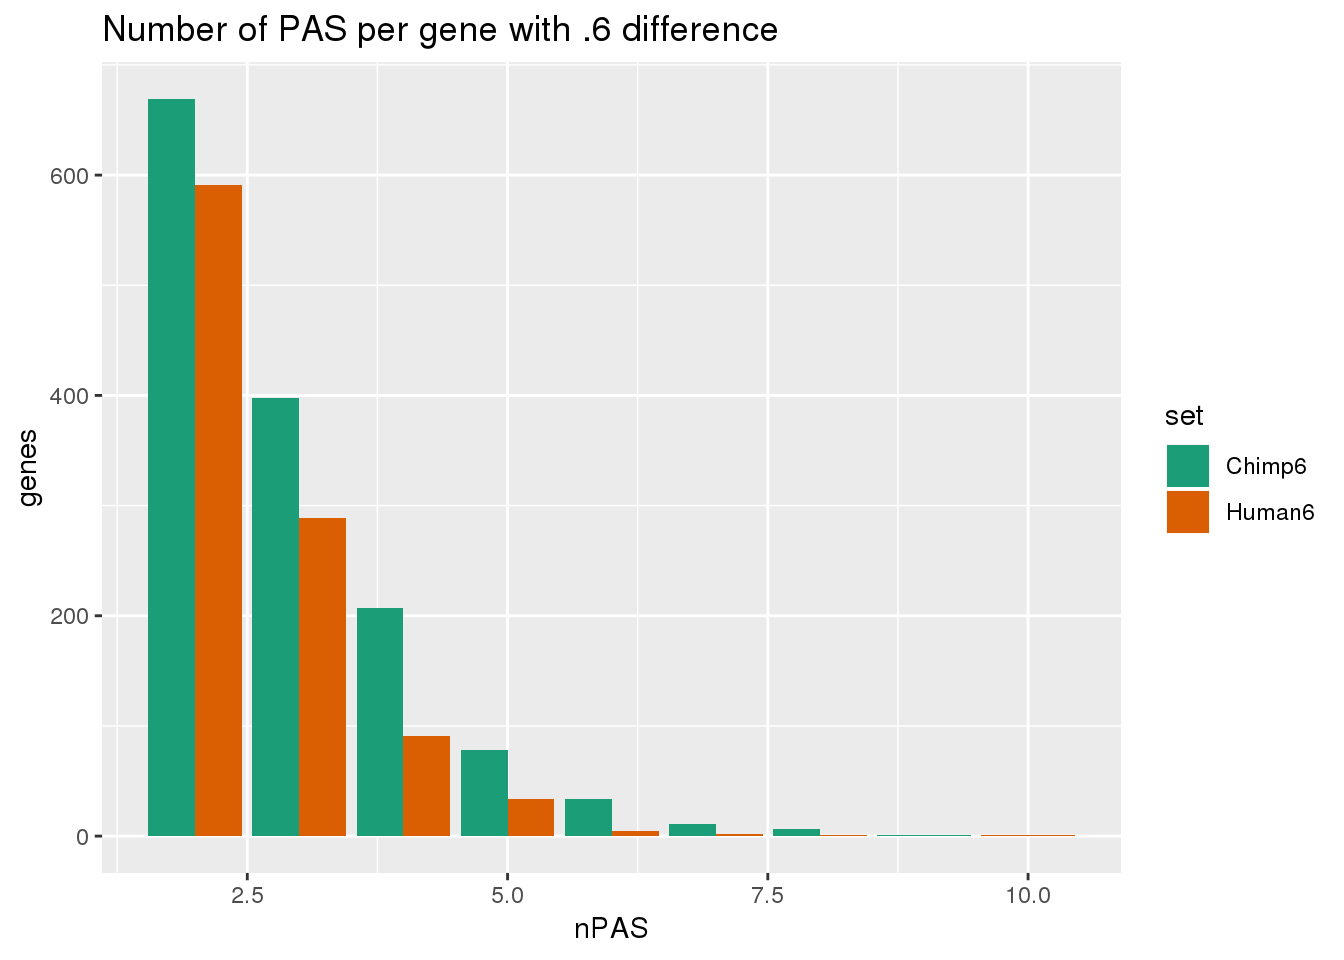 Number of PAS per gene with .6 difference
600
400
200
0
genes
2.5
5.0
7.5
10.0
nPAS
set
Chimp6
Human6